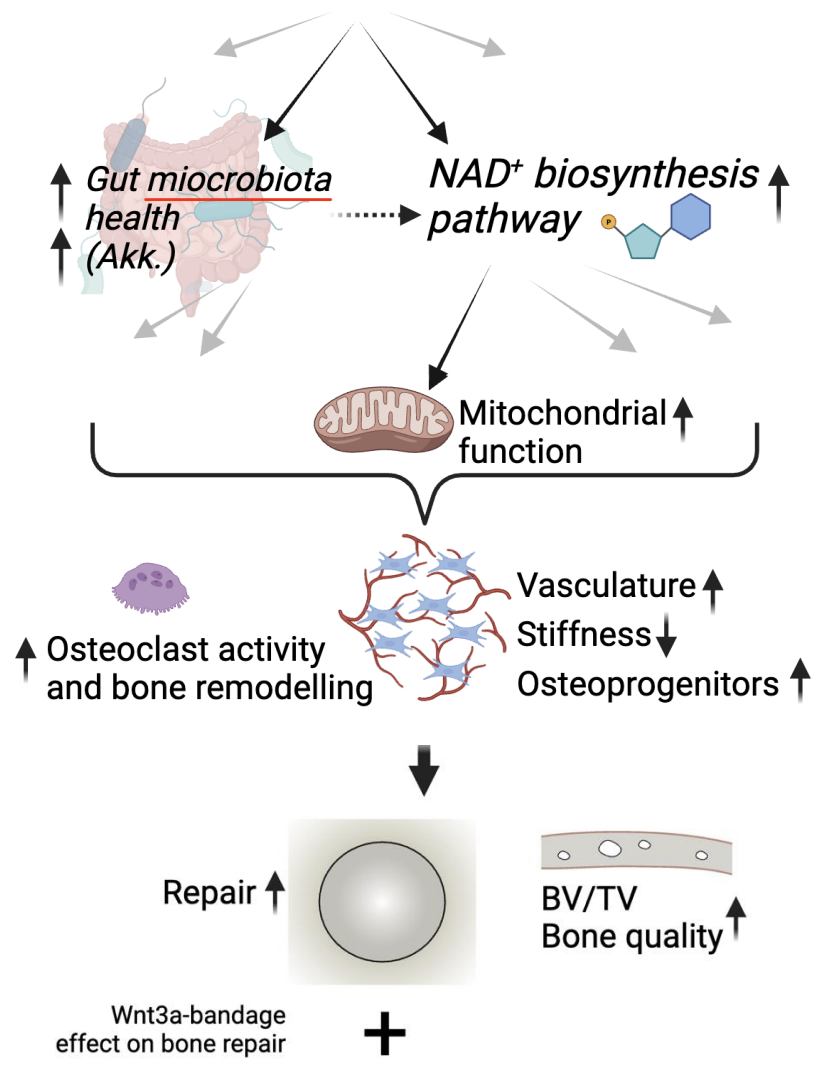 Gut miocrobiota
health
(Akk.)
NAD⁺ biosynthesis
pathway
P
Mitochondrial
function
Vasculature
Stiffness
Osteoprogenitors
Osteoclast activity
and bone remodelling
Repair
BV/TV
Bone quality
Wnt3a-bandage
effect on bone repair
+